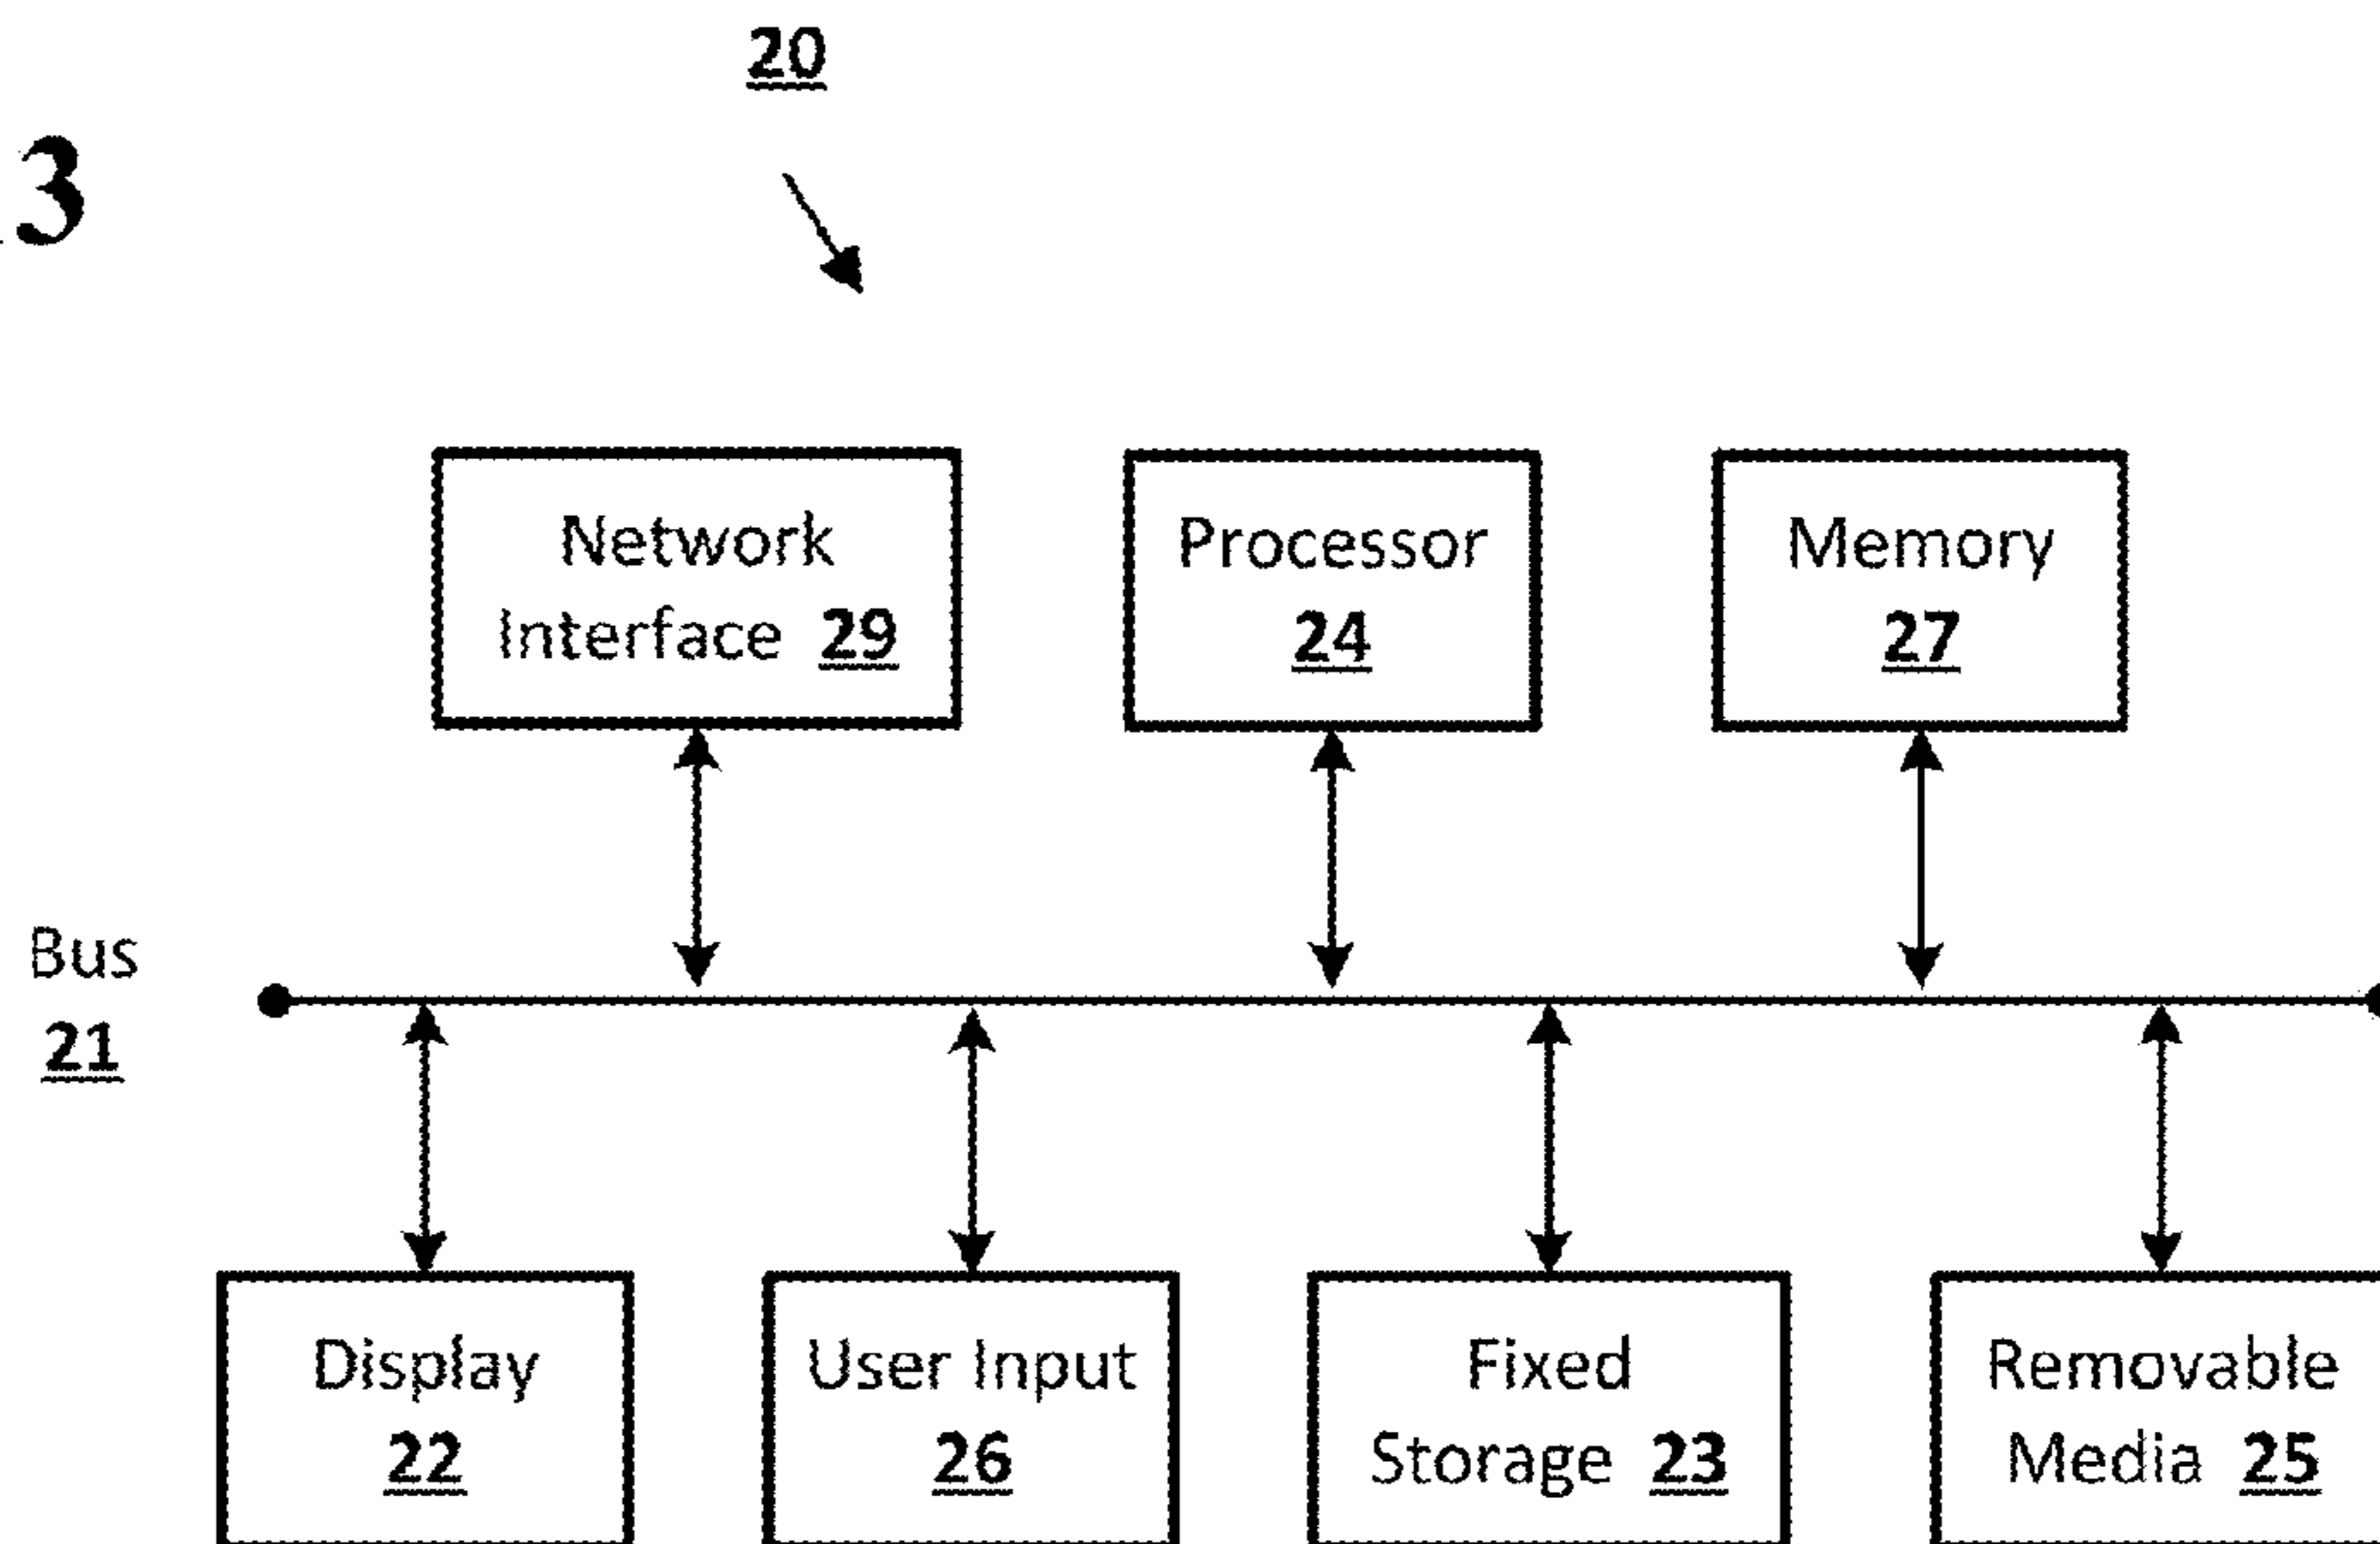 20
3
Network
Interface 29
Processor
24
Memory
27
Bus
21
Display
22
User Input
26
Fixed
Storage 23
Removable
Media 25